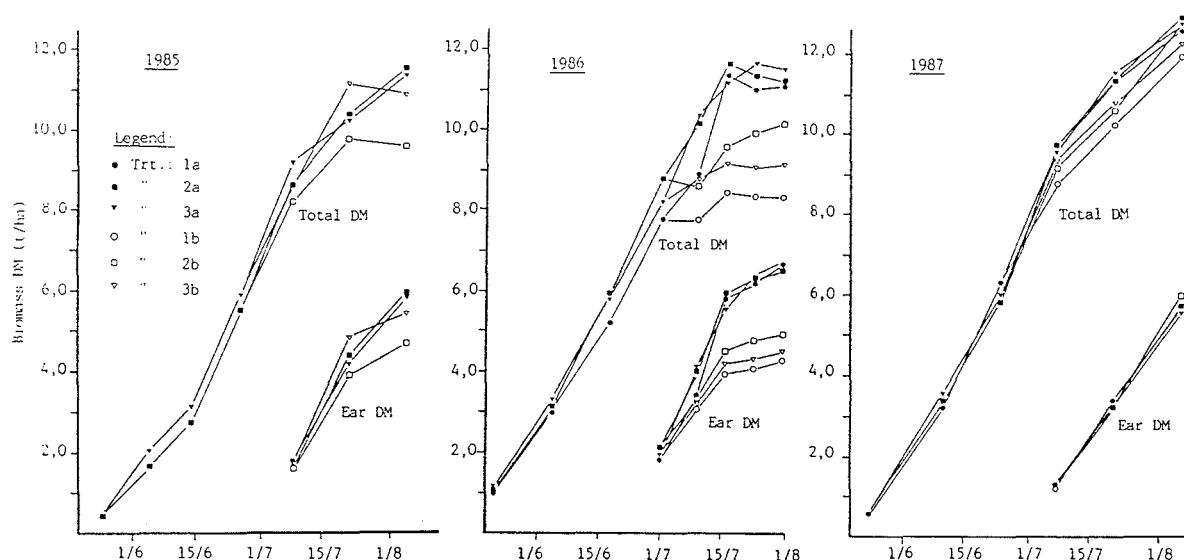 12,0
10,0
8,0
6,0
4,0
2,0
Biomass DM (t/ha)
1985
Legend:
Trt.: 1a
" 2a
" 3a
" 1b
" 2b
" 3b
Total DM
Ear DM
1/6 15/6 1/7 15/7 1/8
12,0
10,0
8,0
6,0
4,0
2,0
1986
Total DM
Ear DM
1/6 15/6 1/7 15/7 1/8
12,0
10,0
8,0
6,0
4,0
2,0
1987
Total DM
Ear DM
1/6 15/6 1/7 15/7 1/8